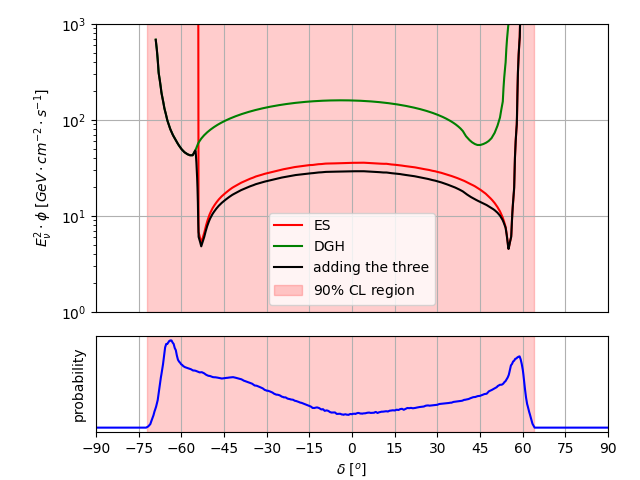 10³
10²
10¹
10⁰
E²_ν · ϕ [GeV · cm⁻² · s⁻¹]
ES
DGH
adding the three
90% CL region
probability
−90 −75 −60 −45 −30 −15 0 15 30 45 60 75 90
δ [°]